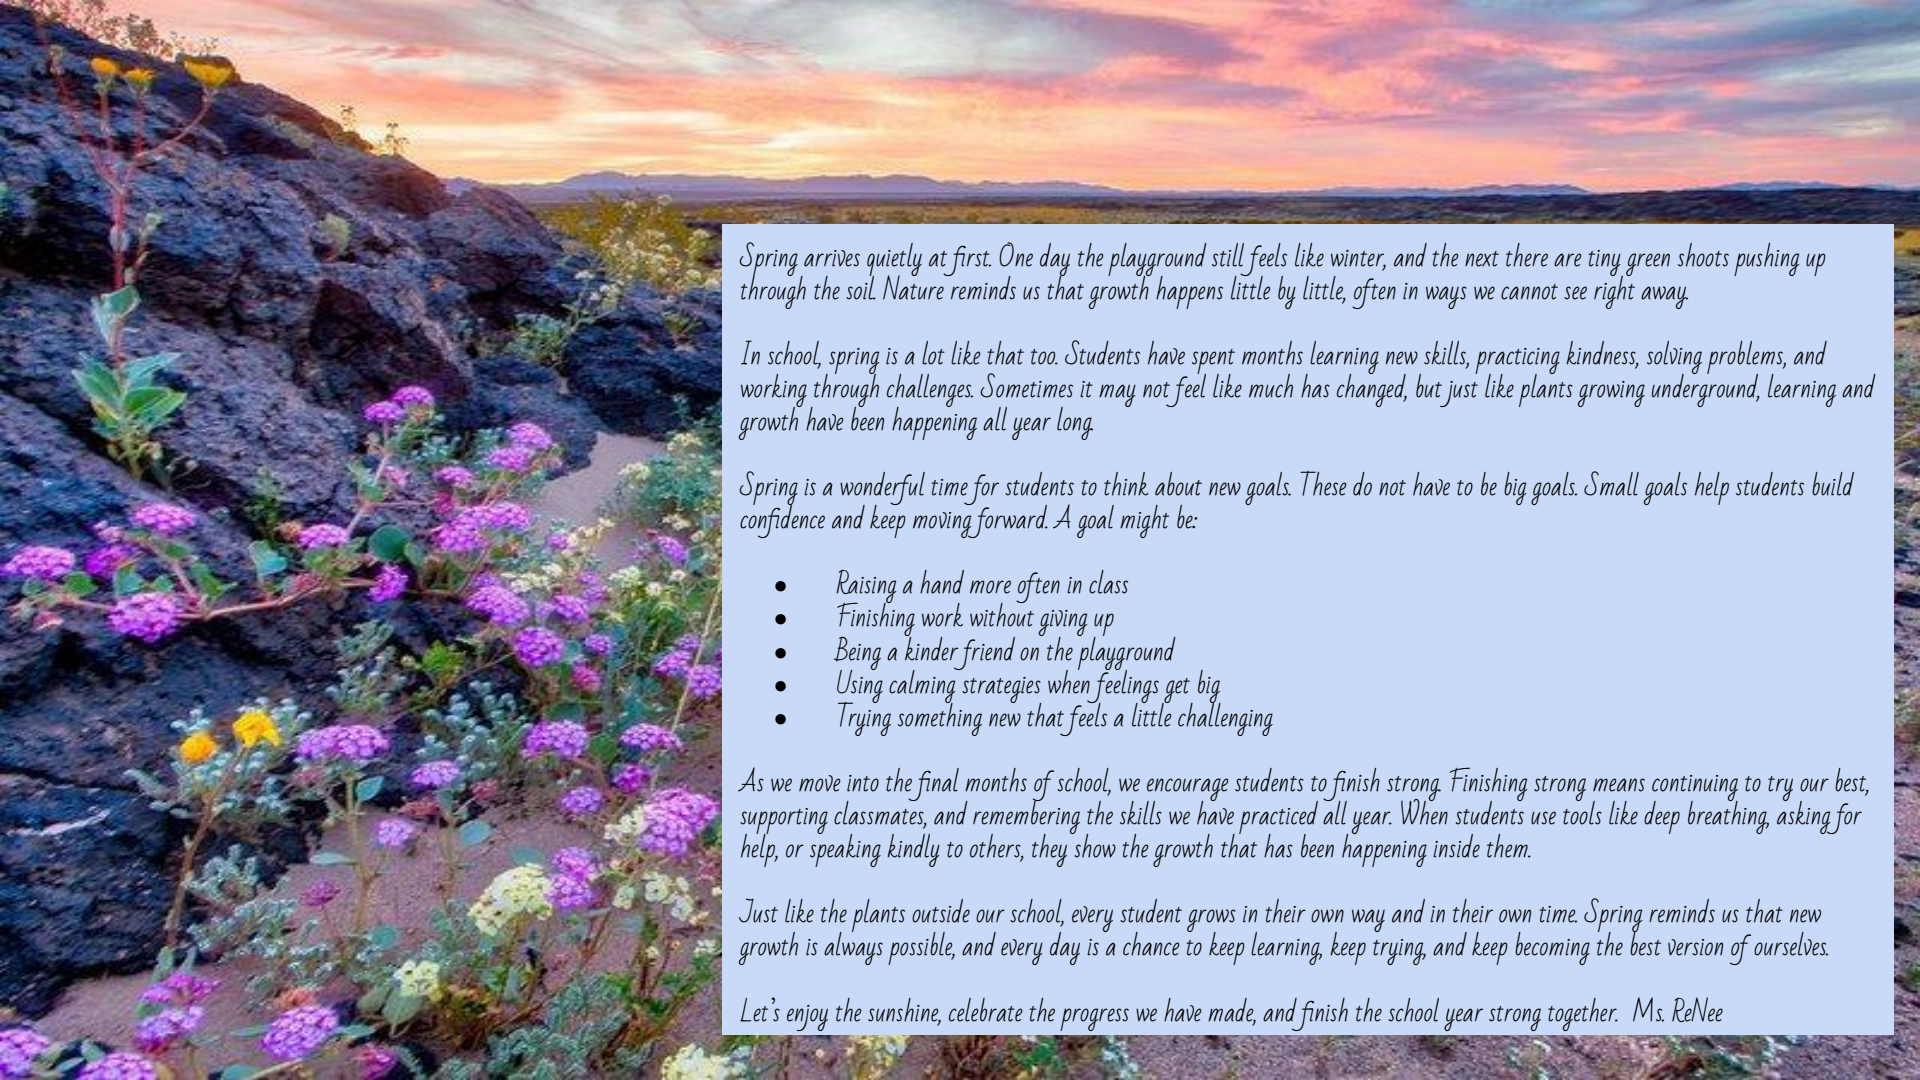 Spring arrives quietly at first. One day the playground still feels like winter, and the next there are tiny green shoots pushing up
through the soil. Nature reminds us that growth happens little by little, often in ways we cannot see right away.
In school, spring is a lot like that too. Students have spent months learning new skills, practicing kindness, solving problems, and
working through challenges. Sometimes it may not feel like much has changed, but just like plants growing underground, learning and
growth have been happening all year long.
Spring is a wonderful time for students to think about new goals. These do not have to be big goals. Small goals help students build
confidence and keep moving forward. A goal might be:
● Raising a hand more often in class
● Finishing work without giving up
● Being a kinder friend on the playground
● Using calming strategies when feelings get big
● Trying something new that feels a little challenging
As we move into the final months of school, we encourage students to finish strong. Finishing strong means continuing to try our best,
supporting classmates, and remembering the skills we have practiced all year. When students use tools like deep breathing, asking for
help, or speaking kindly to others, they show the growth that has been happening inside them.
Just like the plants outside our school, every student grows in their own way and in their own time. Spring reminds us that new
growth is always possible, and every day is a chance to keep learning, keep trying, and keep becoming the best version of ourselves.
Let’s enjoy the sunshine, celebrate the progress we have made, and finish the school year strong together. Ms. ReNee